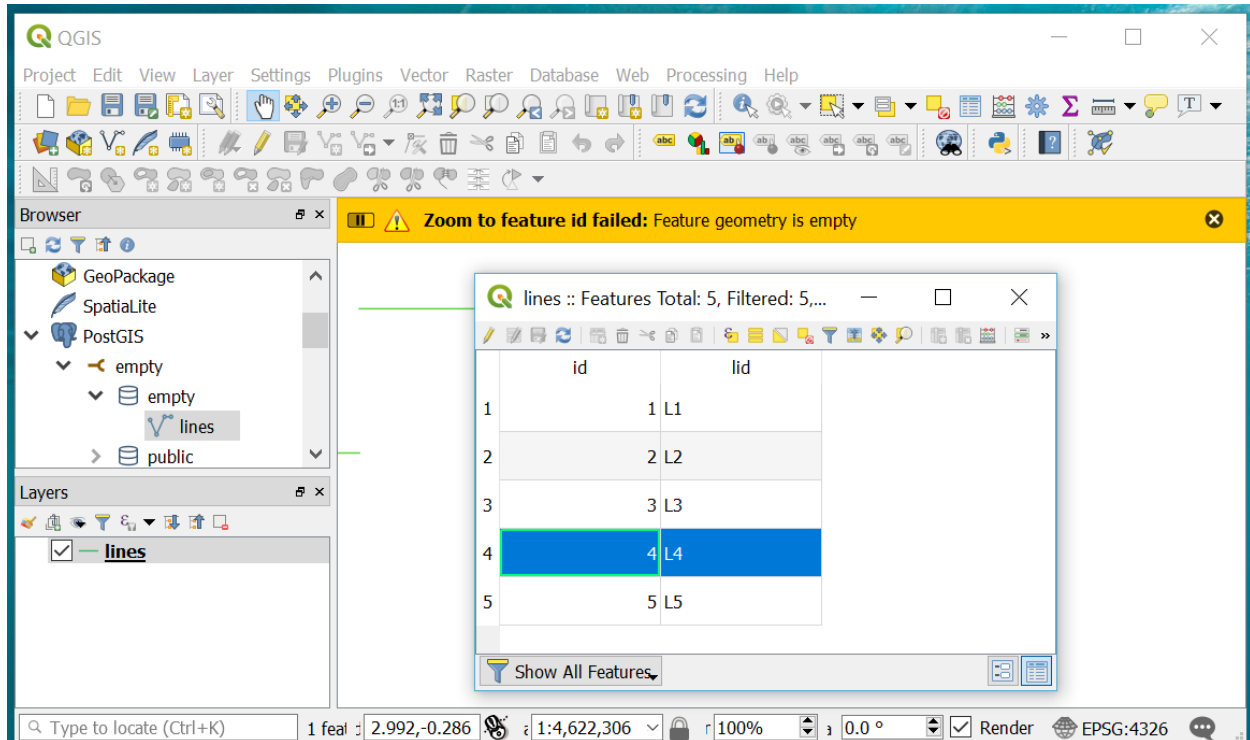 QGIS
Project Edit View Layer Settings Plugins Vector Raster Database Web Processing Help
Browser
Zoom to feature id failed: Feature geometry is empty
GeoPackage
SpatiaLite
PostGIS
empty
empty
lines
public
Layers
lines
lines :: Features Total: 5, Filtered: 5,...
id lid
1 1 L1
2 2 L2
3 3 L3
4 4 L4
5 5 L5
Show All Features
Type to locate (Ctrl+K) 1 feat 2.992,-0.286 1:4,622,306 100% 0.0 ° Render EPSG:4326